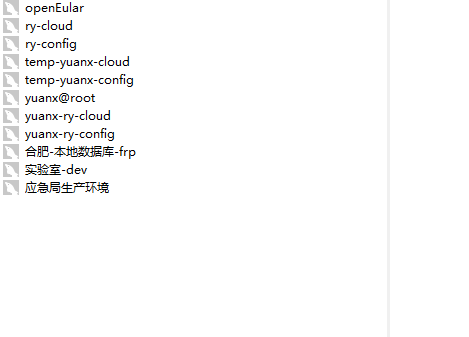 openEular
ry-cloud
ry-config
temp-yuanx-cloud
temp-yuanx-config
yuanx@root
yuanx-ry-cloud
yuanx-ry-config
合肥-本地数据库-frp
实验室-dev
应急局生产环境